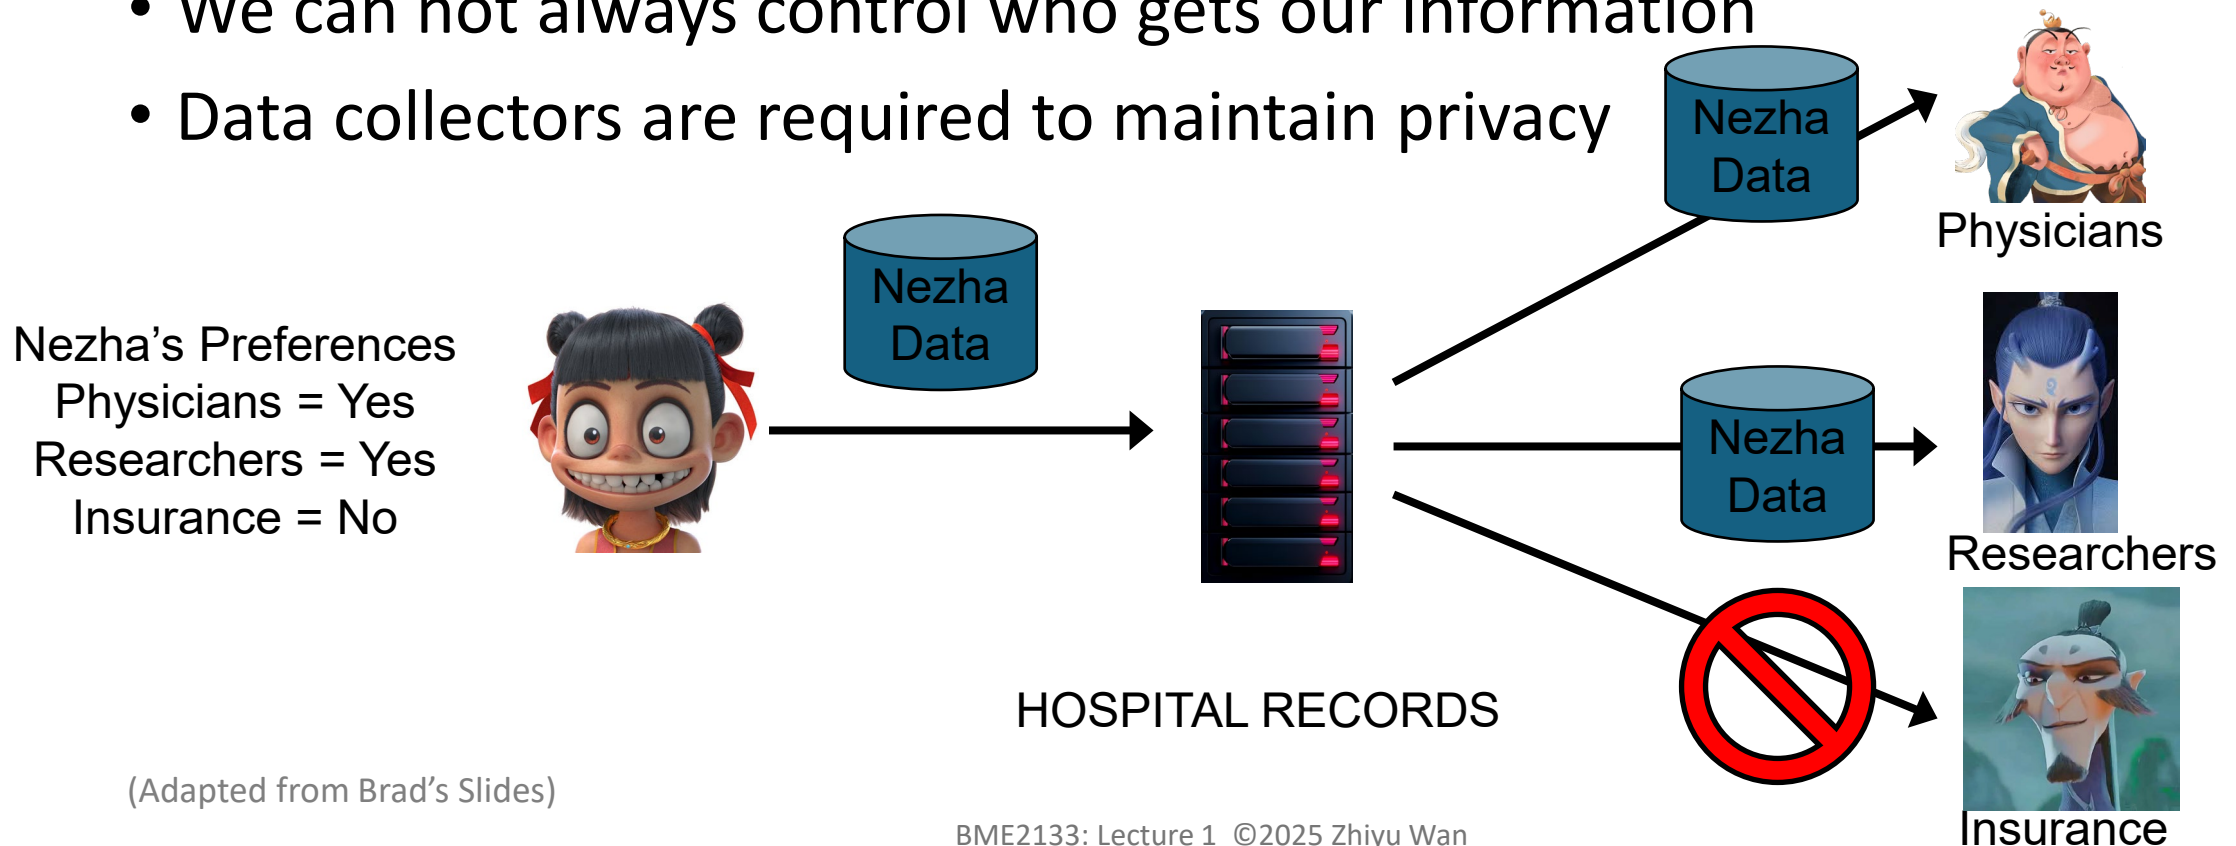 • We can not always control who gets our information
• Data collectors are required to maintain privacy
Nezha
Data
Physicians
Nezha
Data
Nezha's Preferences
Physicians = Yes
Researchers = Yes
Insurance = No
Nezha
Data
Researchers
HOSPITAL RECORDS
Insurance
(Adapted from Brad's Slides)
BME2133: Lecture 1 ©2025 Zhiyu Wan